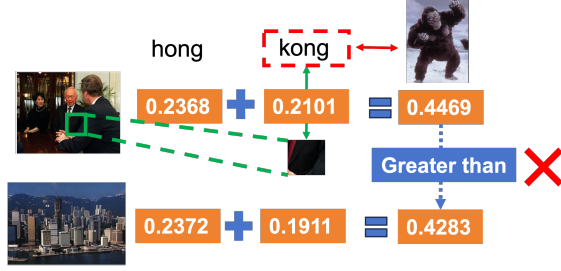 hong kong
0.2368 + 0.2101 = 0.4469
Greater than
0.2372 + 0.1911 = 0.4283